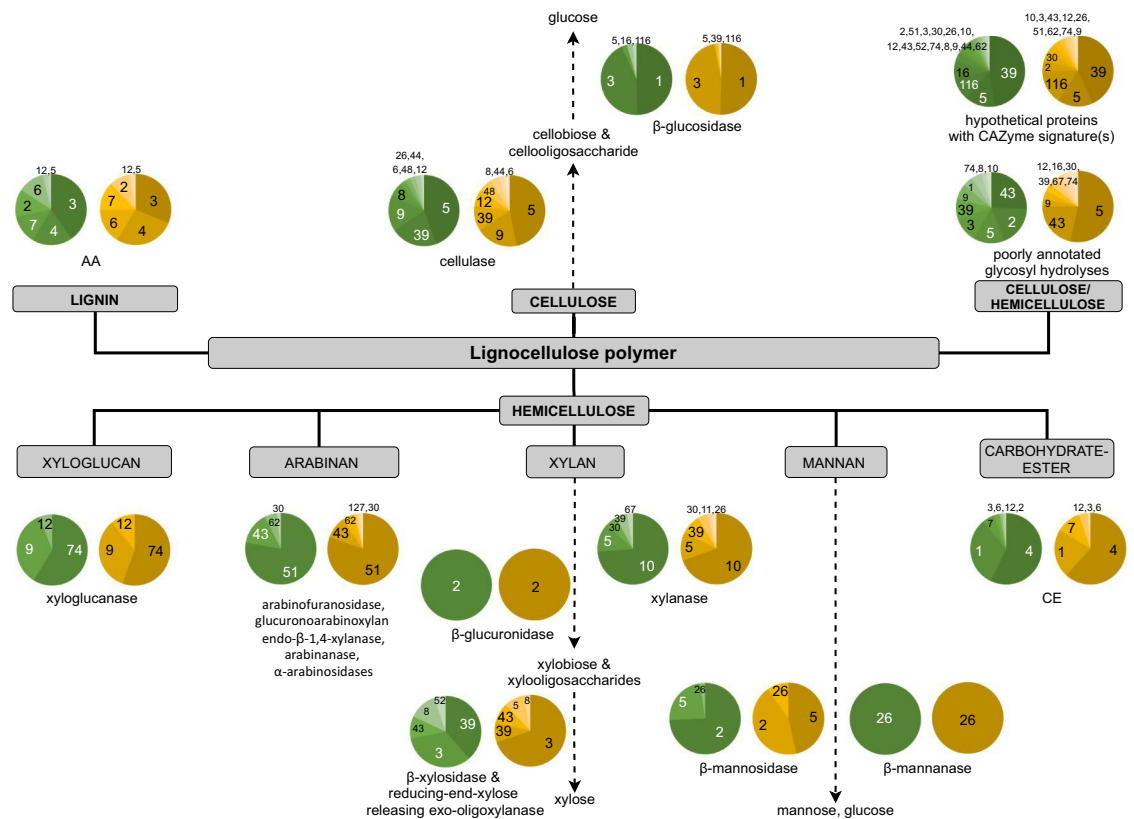 glucose
5,16,116
5,39,116
3
1
3
1
β-glucosidase
2,51,3,30,26,10,
12,43,52,74,8,9,44,62
10,3,43,12,26,
51,62,74,9
16
39
116
5
30
2
39
116
5
hypothetical proteins
with CAZyme signature(s)
cellobiose &
cellooligosaccharide
12,5
12,5
6
3
2
7
4
2
3
7
6
4
AA
26,44,
6,48,12
8,44,6
8
5
9
39
48
12
39
5
9
cellulase
74,8,10
12,16,30,
39,67,74
1
43
9
39
3
5
2
9
5
43
poorly annotated
glycosyl hydrolyses
LIGNIN
CELLULOSE
CELLULOSE/
HEMICELLULOSE
Lignocellulose polymer
HEMICELLULOSE
XYLOGLUCAN
ARABINAN
XYLAN
MANNAN
CARBOHYDRATE-
ESTER
12
9
74
12
9
74
xyloglucanase
30
62
43
51
127,30
62
43
51
arabinofuranosidase,
glucuronoarabinoxylan
endo-β-1,4-xylanase,
arabinanase,
α-arabinosidases
2
2
β-glucuronidase
67
39
30
5
10
30,11,26
39
5
10
xylanase
3,6,12,2
7
1
4
12,3,6
7
1
4
CE
xylobiose &
xylooligosaccharides
52
8
39
43
3
8
5
43
39
3
β-xylosidase &
reducing-end-xylose
releasing exo-oligoxylanase
xylose
26
5
2
26
5
2
β-mannosidase
26
26
β-mannanase
mannose, glucose